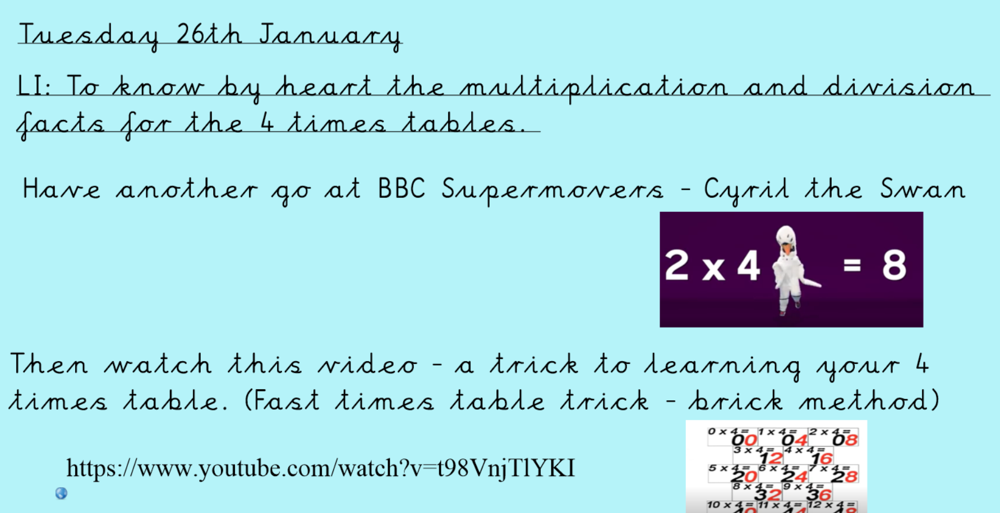 Tuesday 26th January
LI: To know by heart the multiplication and division
facts for the 4 times tables.
Have another go at BBC Supermovers - Cyril the Swan
2 x 4 = 8
Then watch this video - a trick to learning your 4
times table. (Fast times table trick - brick method)
https://www.youtube.com/watch?v=t98VnjTlYKI
0 x 4 = 00 1 x 4 = 04 2 x 4 = 08
3 x 4 = 12 4 x 4 = 16
5 x 4 = 20 6 x 4 = 24 7 x 4 = 28
8 x 4 = 32 9 x 4 = 36
10 x 4 = 11 x 4 = 12 x 4 =